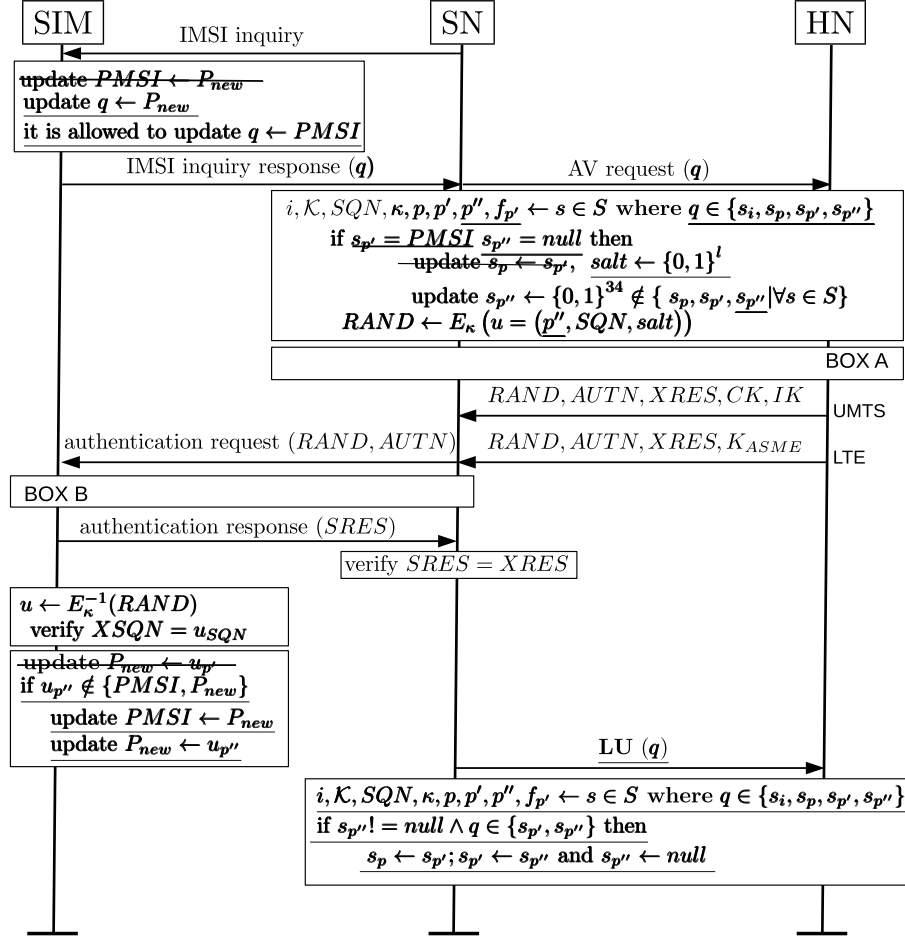 SIM SN HN
IMSI inquiry
update PMSI ← P_new
update q ← P_new
it is allowed to update q ← PMSI
IMSI inquiry response (q)
AV request (q)
i, 𝒦, SQN, κ, p, p′, p″, f_p′ ← s ∈ S where q ∈ {s_i, s_p, s_p′, s_p″}
if s_p′ = PMSI s_p″ = null then
update s_p ← s_p′, salt ← {0,1}^l
update s_p″ ← {0,1}^34 ∉ { s_p, s_p′, s_p″|∀s ∈ S}
RAND ← E_κ (u = (p″, SQN, salt))
BOX A
RAND, AUTN, XRES, CK, IK
UMTS
authentication request (RAND, AUTN)
RAND, AUTN, XRES, K_ASME
LTE
BOX B
authentication response (SRES)
verify SRES = XRES
u ← E_κ^−1(RAND)
verify XSQN = u_SQN
update P_new ← u_p′
if u_p″ ∉ {PMSI, P_new}
update PMSI ← P_new
update P_new ← u_p″
LU (q)
i, 𝒦, SQN, κ, p, p′, p″, f_p′ ← s ∈ S where q ∈ {s_i, s_p, s_p′, s_p″}
if s_p″! = null ∧ q ∈ {s_p′, s_p″} then
s_p ← s_p′; s_p′ ← s_p″ and s_p″ ← null